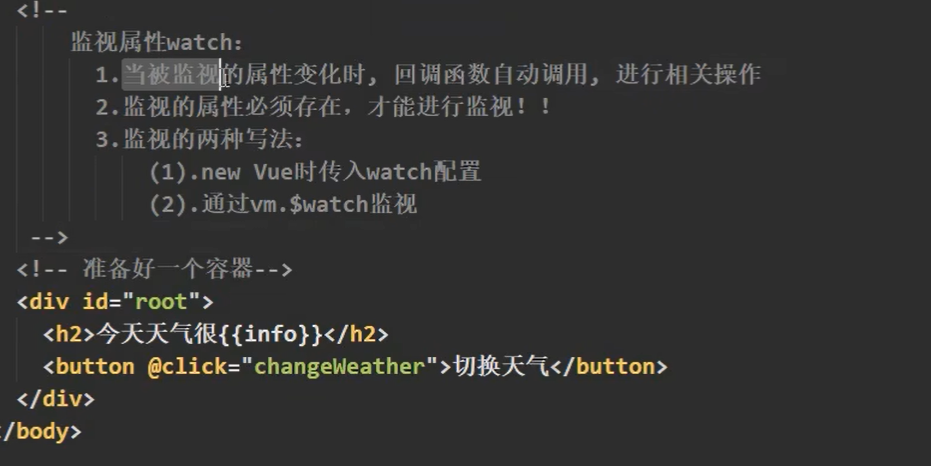 <!--
监视属性watch:
1.当被监视的属性变化时, 回调函数自动调用, 进行相关操作
2.监视的属性必须存在，才能进行监视！！
3.监视的两种写法：
(1).new Vue时传入watch配置
(2).通过vm.$watch监视
-->
<!-- 准备好一个容器-->
<div id="root">
<h2>今天天气很{{info}}</h2>
<button @click="changeWeather">切换天气</button>
</div>
/body>